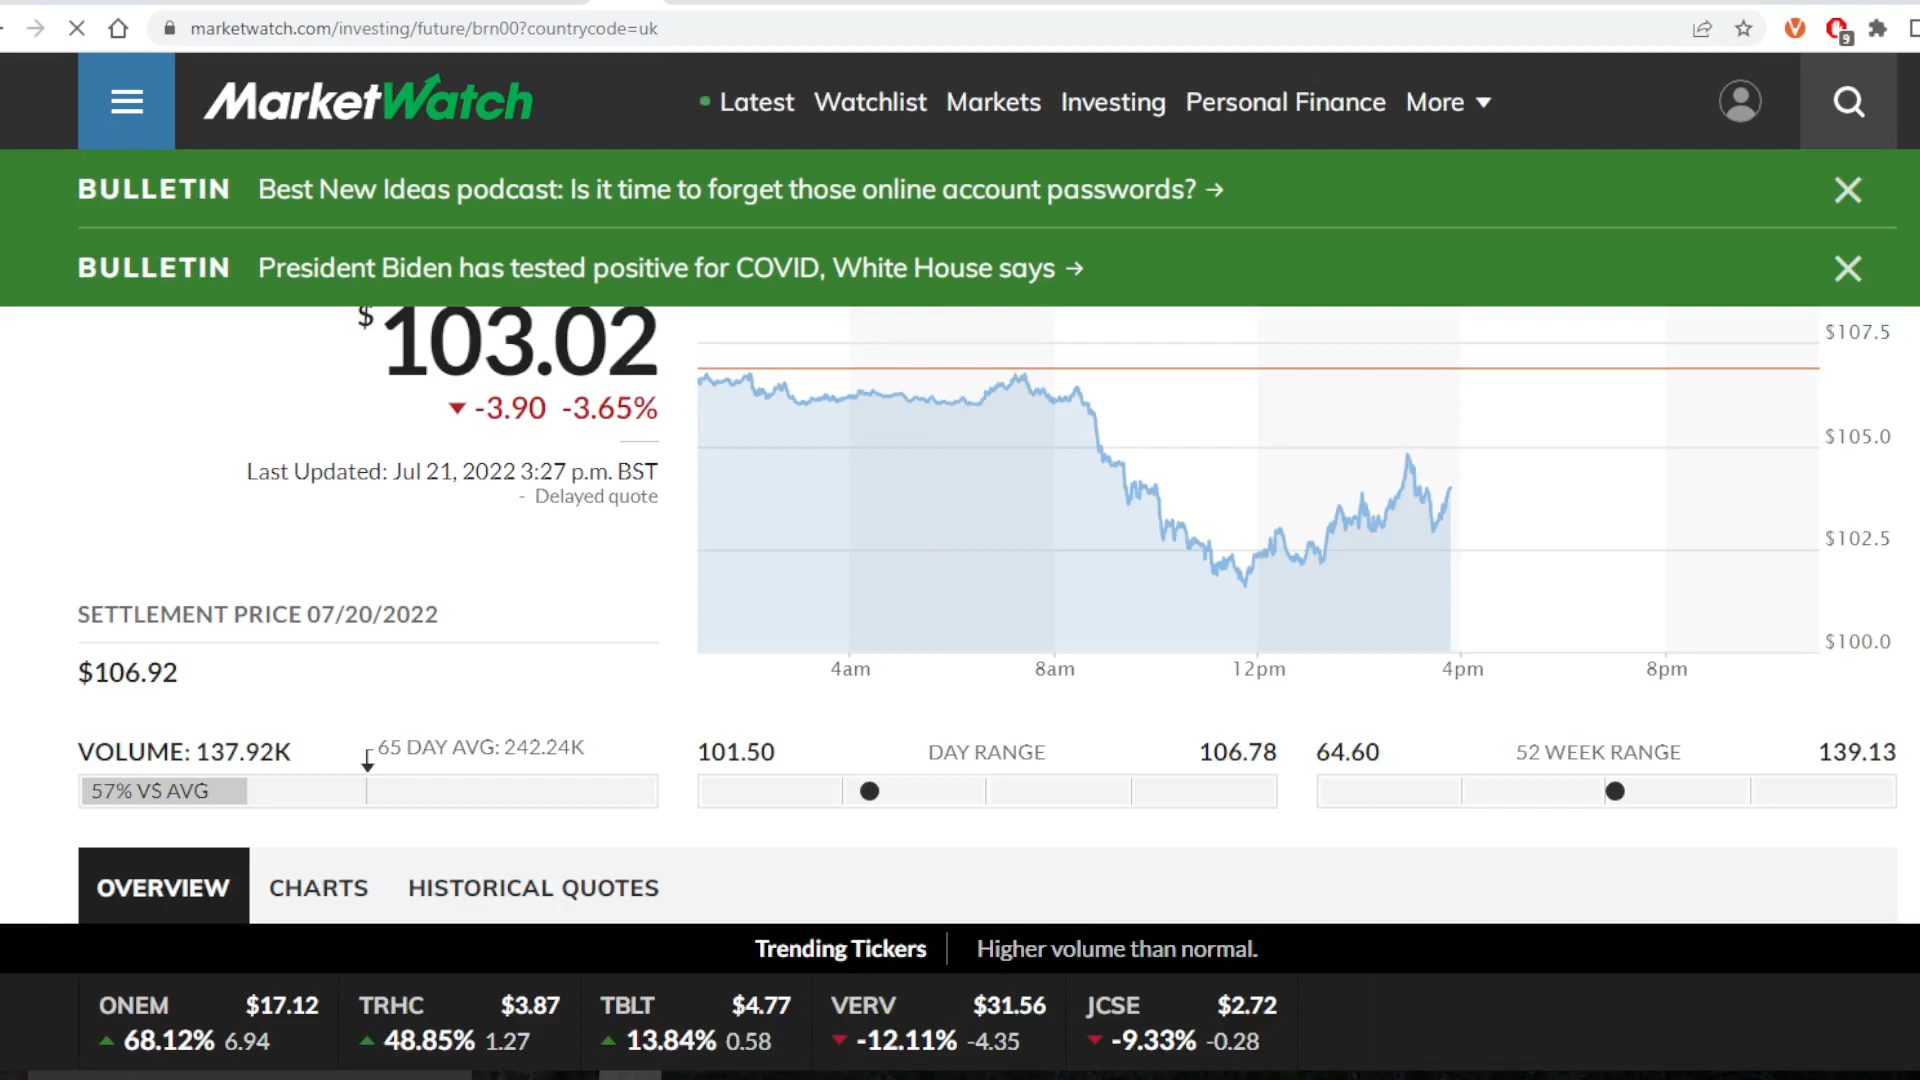 marketwatch.com/investing/future/brn00?countrycode=uk
9
MarketWatch
Latest Watchlist Markets Investing Personal Finance More
BULLETIN Best New Ideas podcast: Is it time to forget those online account passwords? →
BULLETIN President Biden has tested positive for COVID, White House says →
$103.02
-3.90 -3.65%
Last Updated: Jul 21, 2022 3:27 p.m. BST
- Delayed quote
$107.5
$105.0
$102.5
$100.0
4am 8am 12pm 4pm 8pm
SETTLEMENT PRICE 07/20/2022
$106.92
VOLUME: 137.92K 65 DAY AVG: 242.24K
57% VS AVG
101.50 DAY RANGE 106.78
64.60 52 WEEK RANGE 139.13
OVERVIEW CHARTS HISTORICAL QUOTES
Trending Tickers Higher volume than normal.
ONEM $17.12
68.12% 6.94
TRHC $3.87
48.85% 1.27
TBLT $4.77
13.84% 0.58
VERV $31.56
-12.11% -4.35
JCSE $2.72
-9.33% -0.28